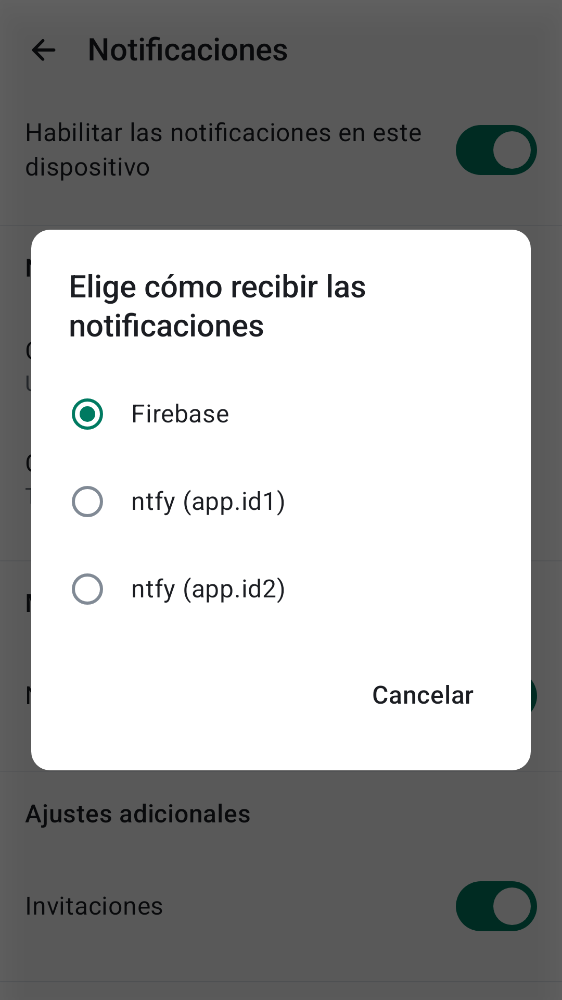 Notificaciones
Habilitar las notificaciones en este
dispositivo
Elige cómo recibir las
notificaciones
Firebase
ntfy (app.id1)
ntfy (app.id2)
Cancelar
Ajustes adicionales
Invitaciones